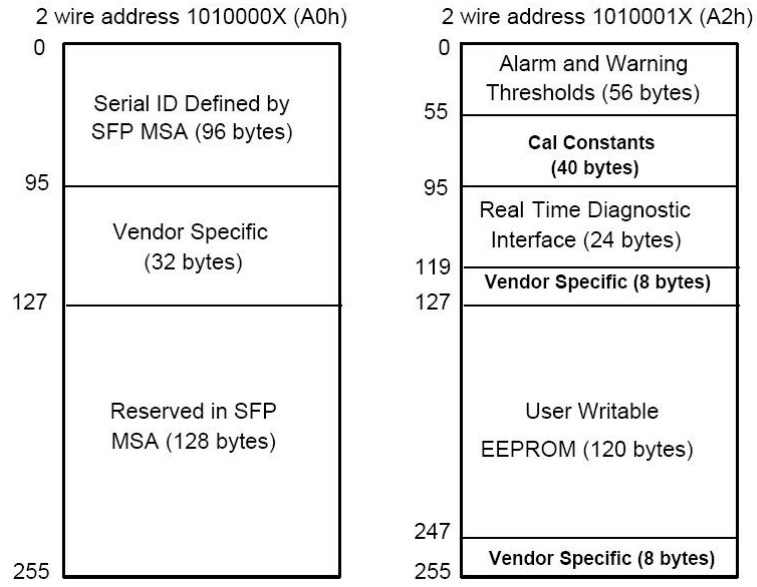 2 wire address 1010000X (A0h)
0
Serial ID Defined by
SFP MSA (96 bytes)
95
Vendor Specific
(32 bytes)
127
Reserved in SFP
MSA (128 bytes)
255
2 wire address 1010001X (A2h)
0
Alarm and Warning
Thresholds (56 bytes)
55
Cal Constants
(40 bytes)
95
Real Time Diagnostic
Interface (24 bytes)
119
Vendor Specific (8 bytes)
127
User Writable
EEPROM (120 bytes)
247
Vendor Specific (8 bytes)
255